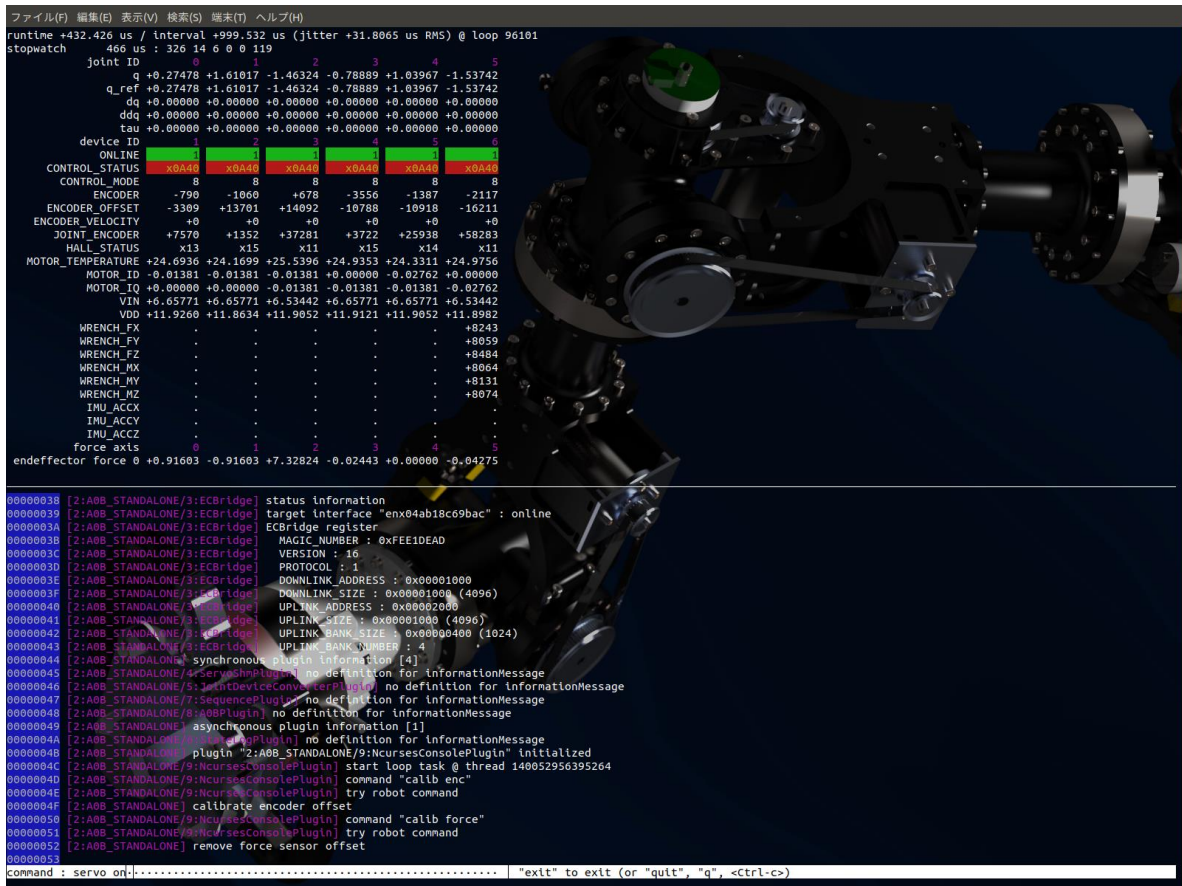 ファイル(F) 編集(E) 表示(V) 検索(S) 端末(T) ヘルプ(H)
runtime +432.426 us / interval +999.532 us (jitter +31.8065 us RMS) @ loop 96101
stopwatch 466 us : 326 14 6 0 0 119
joint ID 0 1 2 3 4 5
q +0.27478 +1.61017 -1.46324 -0.78889 +1.03967 -1.53742
q_ref +0.27478 +1.61017 -1.46324 -0.78889 +1.03967 -1.53742
dq +0.00000 +0.00000 +0.00000 +0.00000 +0.00000 +0.00000
ddq +0.00000 +0.00000 +0.00000 +0.00000 +0.00000 +0.00000
tau +0.00000 +0.00000 +0.00000 +0.00000 +0.00000 +0.00000
device ID 1 2 3 4 5 6
ONLINE 1 1 1 1 1 1
CONTROL_STATUS x0A40 x0A40 x0A40 x0A40 x0A40 x0A40
CONTROL_MODE 8 8 8 8 8 8
ENCODER -790 -1060 +678 -3556 -1387 -2117
ENCODER_OFFSET -3309 +13701 +14092 -10788 -10918 -16211
ENCODER_VELOCITY +0 +0 +0 +0 +0 +0
JOINT_ENCODER +7570 +1352 +37281 +3722 +25938 +58283
HALL_STATUS x13 x15 x11 x15 x14 x11
MOTOR_TEMPERATURE +24.6936 +24.1699 +25.5396 +24.9353 +24.3311 +24.9756
MOTOR_ID -0.01381 -0.01381 -0.01381 +0.00000 -0.02762 +0.00000
MOTOR_IQ +0.00000 +0.00000 -0.01381 -0.01381 -0.01381 -0.02762
VIN +6.65771 +6.65771 +6.53442 +6.65771 +6.65771 +6.53442
VDD +11.9260 +11.8634 +11.9052 +11.9121 +11.9052 +11.8982
WRENCH_FX . . . . . +8243
WRENCH_FY . . . . . +8059
WRENCH_FZ . . . . . +8484
WRENCH_MX . . . . . +8064
WRENCH_MY . . . . . +8131
WRENCH_MZ . . . . . +8074
IMU_ACCX . . . . . .
IMU_ACCY . . . . . .
IMU_ACCZ . . . . . .
force axis 0 1 2 3 4 5
endeffector force 0 +0.91603 -0.91603 +7.32824 -0.02443 +0.00000 -0.04275
00000038 [2:A0B_STANDALONE/3:ECBridge] status information
00000039 [2:A0B_STANDALONE/3:ECBridge] target interface "enx04ab18c69bac" : online
0000003A [2:A0B_STANDALONE/3:ECBridge] ECBridge register
0000003B [2:A0B_STANDALONE/3:ECBridge] MAGIC_NUMBER : 0xFEE1DEAD
0000003C [2:A0B_STANDALONE/3:ECBridge] VERSION : 16
0000003D [2:A0B_STANDALONE/3:ECBridge] PROTOCOL : 1
0000003E [2:A0B_STANDALONE/3:ECBridge] DOWNLINK_ADDRESS : 0x00001000
0000003F [2:A0B_STANDALONE/3:ECBridge] DOWNLINK_SIZE : 0x00001000 (4096)
00000040 [2:A0B_STANDALONE/3:ECBridge] UPLINK_ADDRESS : 0x00002000
00000041 [2:A0B_STANDALONE/3:ECBridge] UPLINK_SIZE : 0x00001000 (4096)
00000042 [2:A0B_STANDALONE/3:ECBridge] UPLINK_BANK_SIZE : 0x00000400 (1024)
00000043 [2:A0B_STANDALONE/3:ECBridge] UPLINK_BANK_NUMBER : 4
00000044 [2:A0B_STANDALONE] synchronous plugin information [4]
00000045 [2:A0B_STANDALONE/4:ServoShmPlugin] no definition for informationMessage
00000046 [2:A0B_STANDALONE/5:JointDeviceConverterPlugin] no definition for informationMessage
00000047 [2:A0B_STANDALONE/7:SequencePlugin] no definition for informationMessage
00000048 [2:A0B_STANDALONE/8:A0BPlugin] no definition for informationMessage
00000049 [2:A0B_STANDALONE] asynchronous plugin information [1]
0000004A no definition for informationMessage
0000004B [2:A0B_STANDALONE] plugin "2:A0B_STANDALONE/9:NcursesConsolePlugin" initialized
0000004C [2:A0B_STANDALONE/9:NcursesConsolePlugin] start loop task @ thread 140052956395264
0000004D [2:A0B_STANDALONE/9:NcursesConsolePlugin] command "calib enc"
0000004E [2:A0B_STANDALONE/9:NcursesConsolePlugin] try robot command
0000004F [2:A0B_STANDALONE] calibrate encoder offset
00000050 [2:A0B_STANDALONE/9:NcursesConsolePlugin] command "calib force"
00000051 [2:A0B_STANDALONE/9:NcursesConsolePlugin] try robot command
00000052 [2:A0B_STANDALONE] remove force sensor offset
00000053
command : servo on "exit" to exit (or "quit", "q", <Ctrl-c>)